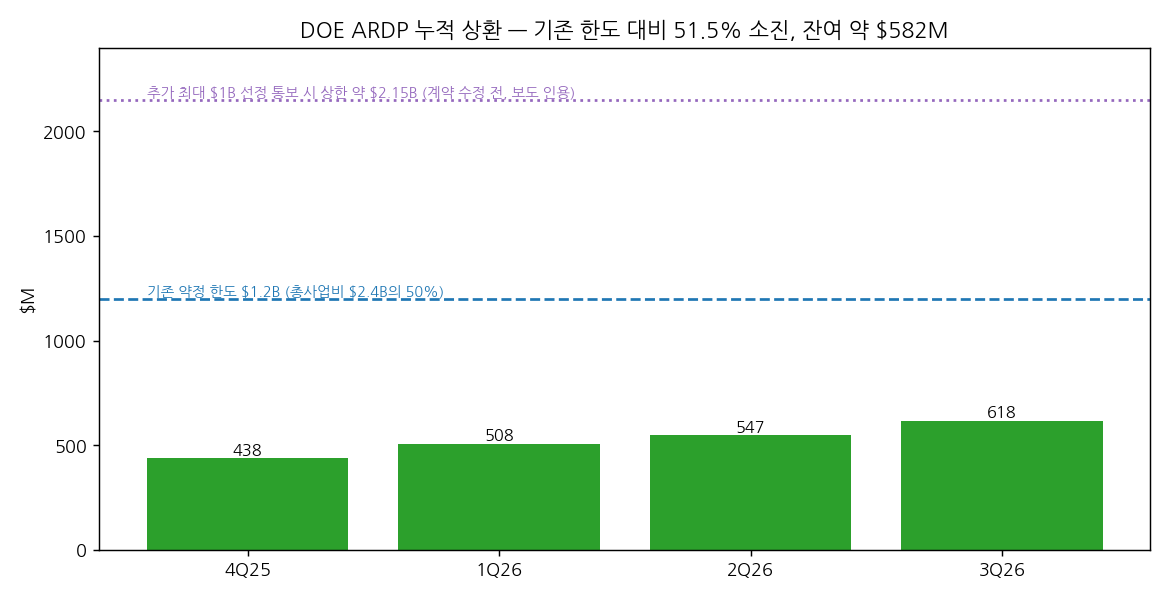 DOE ARDP 누적 상환 — 기존 한도 대비 51.5% 소진, 잔여 약 $582M
추가 최대 $1B 선정 통보 시 상한 약 $2.15B (계약 수정 전, 보도 인용)
2000
1500
기존 약정 한도 $1.2B (총사업비 $2.4B의 50%)
$M
1000
618
547
508
500
438
0
4Q25
1Q26
2Q26
3Q26